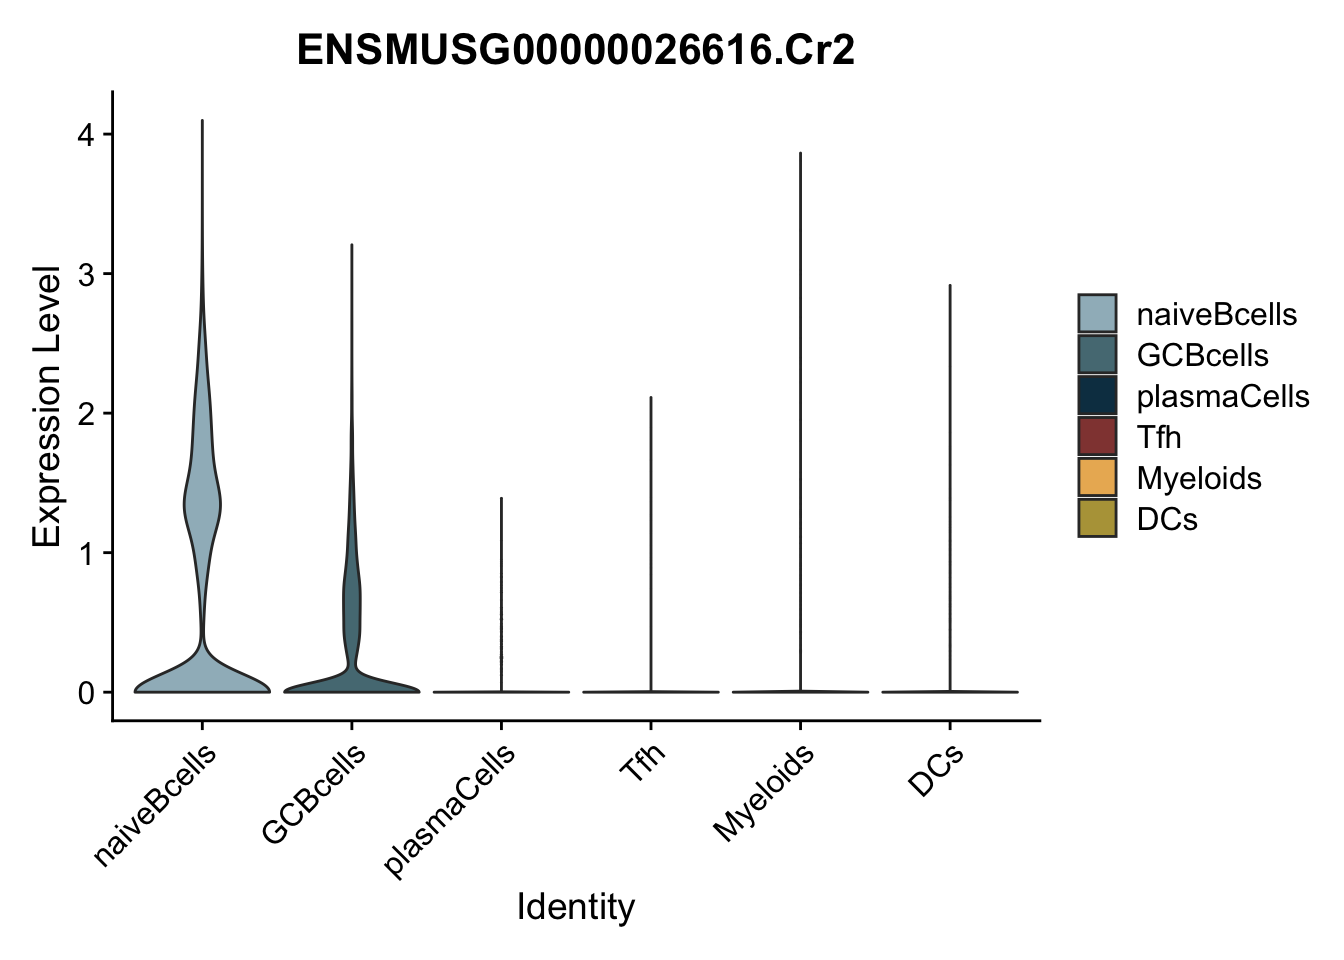 ENSMUSG00000026616.Cr2
Expression Level
4
3
2
1
0
naiveBcells
GCBcells
plasmaCells
Tfh
Myeloids
DCs
Identity
naiveBcells
GCBcells
plasmaCells
Tfh
Myeloids
DCs